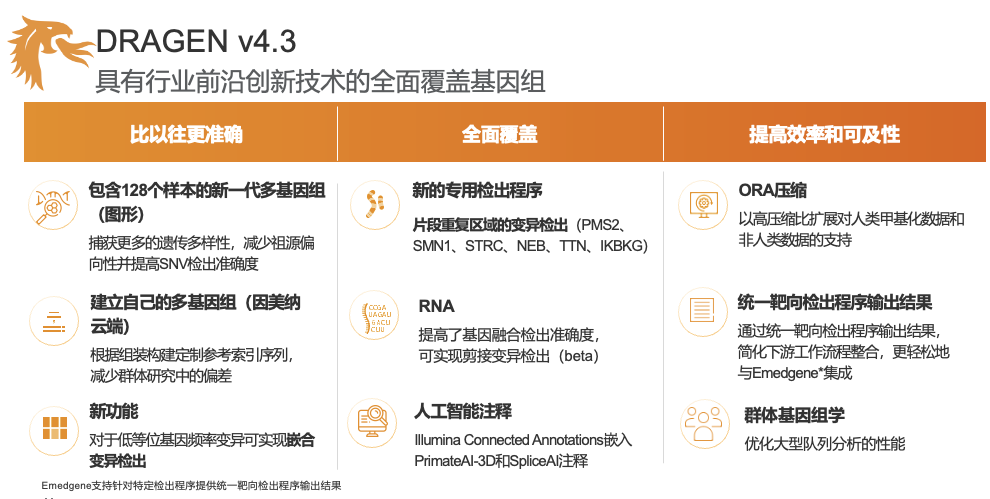 DRAGEN v4.3
具有行业前沿创新技术的全面覆盖基因组
比以往更准确
全面覆盖
提高效率和可及性
包含128个样本的新一代多基因组
（图形）
捕获更多的遗传多样性，减少祖源偏
向性并提高SNV检出准确度
建立自己的多基因组（因美纳
云端）
根据组装构建定制参考索引序列，
减少群体研究中的偏差
新功能
对于低等位基因频率变异可实现嵌合
变异检出
新的专用检出程序
片段重复区域的变异检出（PMS2、
SMN1、STRC、NEB、TTN、IKBKG）
CCGA
UAGAU
GACU
CUU
RNA
提高了基因融合检出准确度，
可实现剪接变异检出（beta）
人工智能注释
Illumina Connected Annotations嵌入
PrimateAI-3D和SpliceAI注释
ORA压缩
以高压缩比扩展对人类甲基化数据和
非人类数据的支持
统一靶向检出程序输出结果
通过统一靶向检出程序输出结果，
简化下游工作流程整合，更轻松地
与Emedgene*集成
群体基因组学
优化大型队列分析的性能
Emedgene支持针对特定检出程序提供统一靶向检出程序输出结果